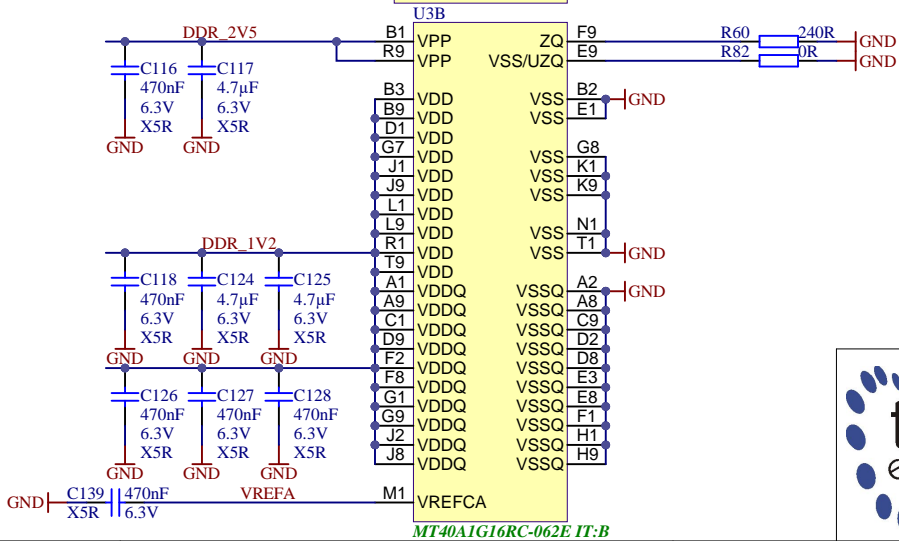 U3B
DDR_2V5 B1 VPP ZQ F9 R60 240R GND
R9 VPP VSS/UZQ E9 R82 0R GND
C116 C117
470nF 4.7µF
6.3V 6.3V
X5R X5R
GND GND
B3 VDD VSS B2 GND
B9 VDD VSS E1
D1 VDD
G7 VDD VSS G8
J1 VDD VSS K1
J9 VDD VSS K9
L1 VDD
L9 VDD VSS N1
DDR_1V2 R1 VDD VSS T1 GND
T9 VDD
C118 C124 C125
470nF 4.7µF 4.7µF
6.3V 6.3V 6.3V
X5R X5R X5R
GND GND GND
A1 VDDQ VSSQ A2 GND
A9 VDDQ VSSQ A8
C1 VDDQ VSSQ C9
D9 VDDQ VSSQ D2
F2 VDDQ VSSQ D8
F8 VDDQ VSSQ E3
G1 VDDQ VSSQ E8
G9 VDDQ VSSQ F1
J2 VDDQ VSSQ H1
J8 VDDQ VSSQ H9
C126 C127 C128
470nF 470nF 470nF
6.3V 6.3V 6.3V
X5R X5R X5R
GND GND GND
GND C139 470nF VREFA M1 VREFCA
X5R 6.3V
MT40A1G16RC-062E IT:B